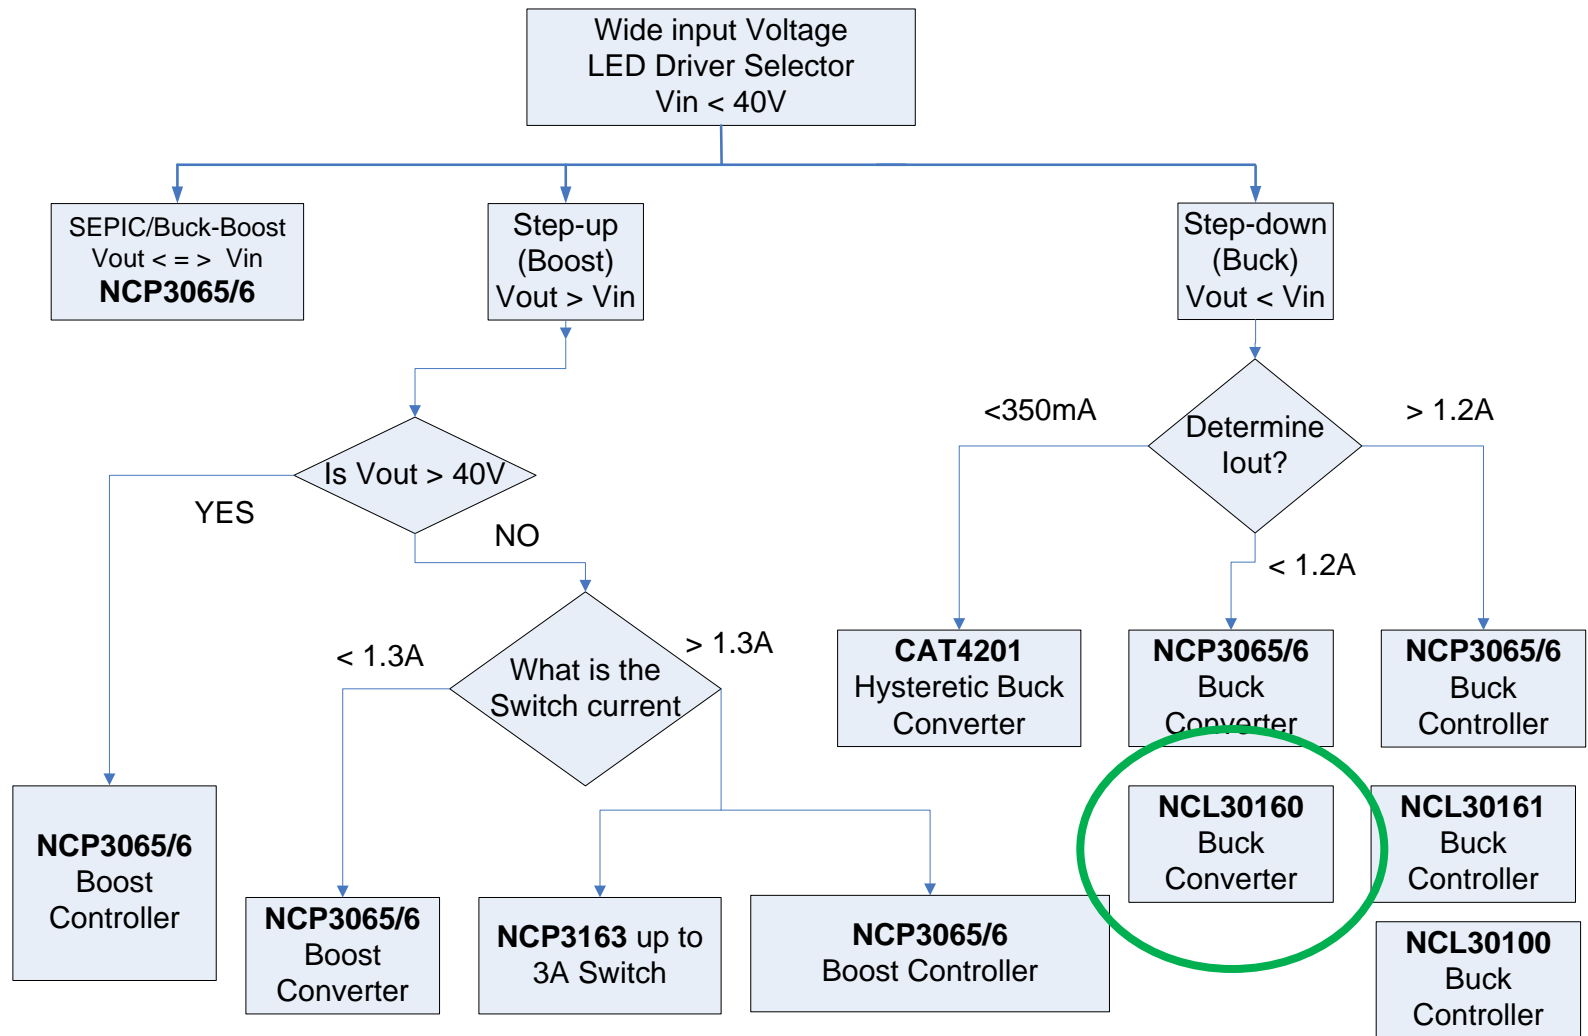 Wide input Voltage
LED Driver Selector
Vin < 40V
SEPIC/Buck-Boost
Vout < = > Vin
NCP3065/6
Step-up
(Boost)
Vout > Vin
Step-down
(Buck)
Vout < Vin
<350mA
Determine
Iout?
> 1.2A
< 1.2A
Is Vout > 40V
YES
NO
< 1.3A
What is the
Switch current
> 1.3A
CAT4201
Hysteretic Buck
Converter
NCP3065/6
Buck
Converter
NCP3065/6
Buck
Controller
NCP3065/6
Boost
Controller
NCP3065/6
Boost
Converter
NCP3163 up to
3A Switch
NCP3065/6
Boost Controller
NCL30160
Buck
Converter
NCL30161
Buck
Controller
NCL30100
Buck
Controller